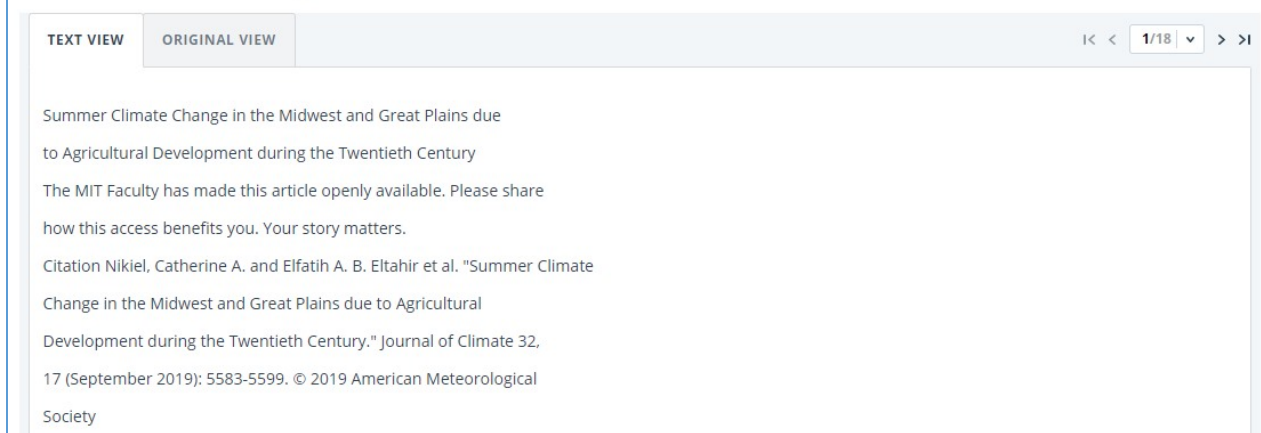 TEXT VIEW ORIGINAL VIEW 1/18
Summer Climate Change in the Midwest and Great Plains due
to Agricultural Development during the Twentieth Century
The MIT Faculty has made this article openly available. Please share
how this access benefits you. Your story matters.
Citation Nikiel, Catherine A. and Elfatih A. B. Eltahir et al. "Summer Climate
Change in the Midwest and Great Plains due to Agricultural
Development during the Twentieth Century." Journal of Climate 32,
17 (September 2019): 5583-5599. © 2019 American Meteorological
Society